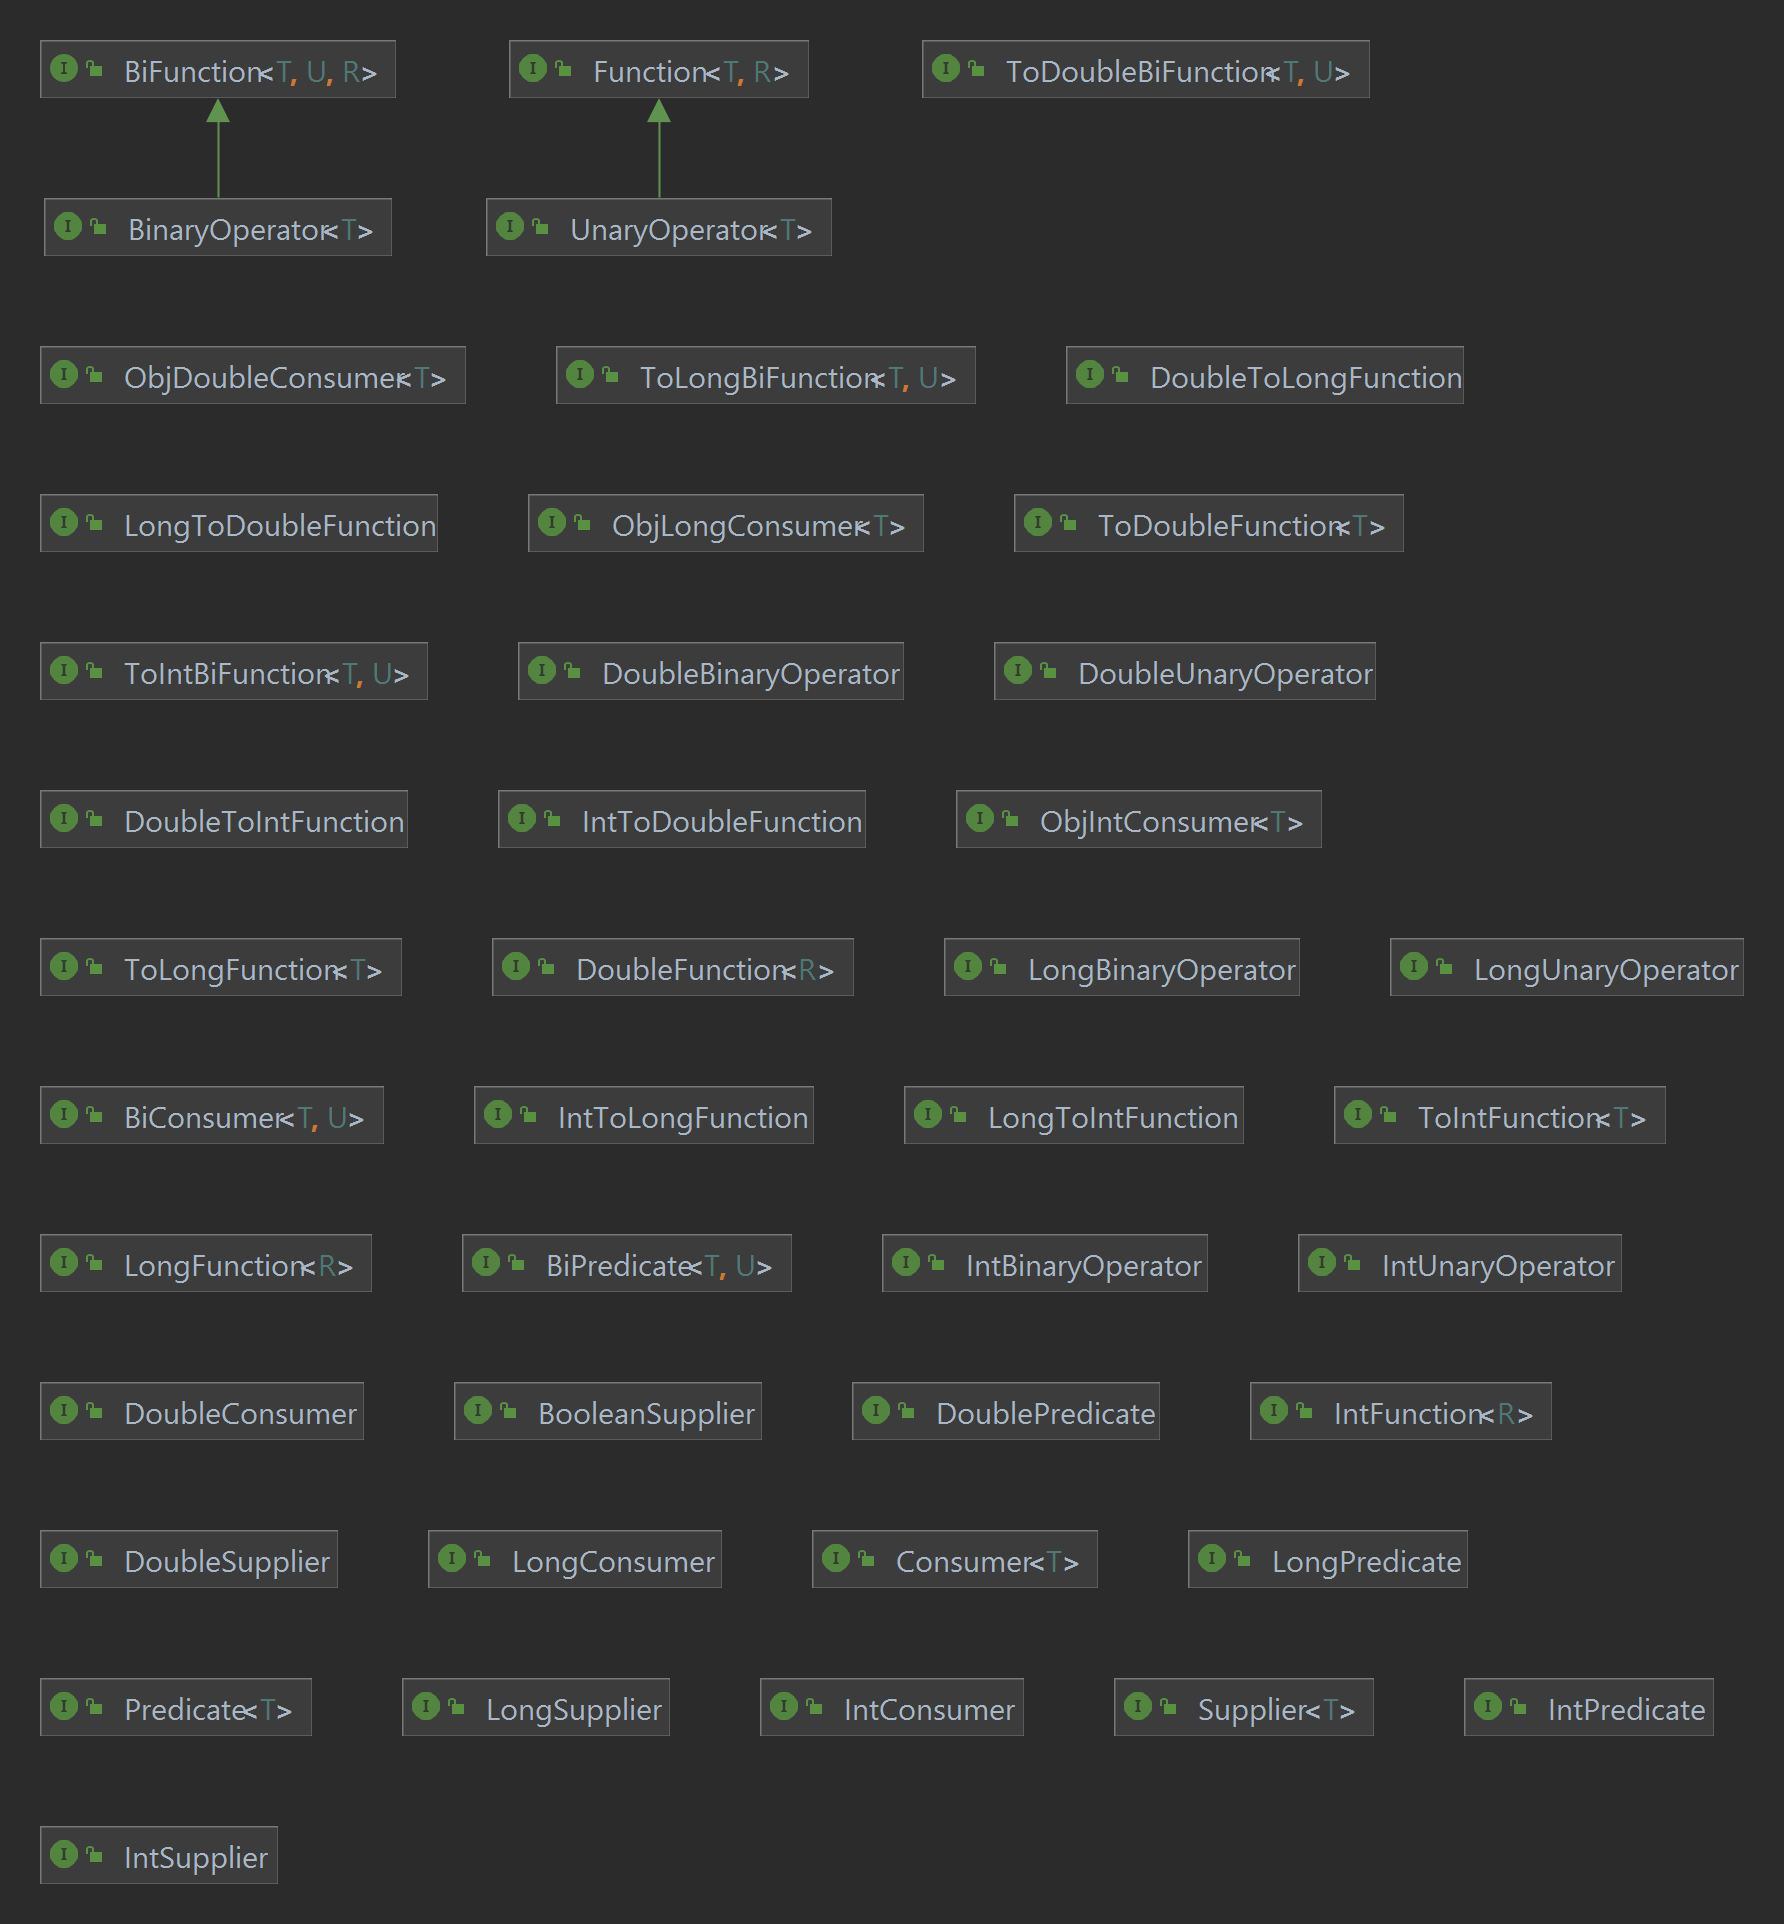 BiFunction<T, U, R> Function<T, R> ToDoubleBiFunction<T, U>
BinaryOperator<T> UnaryOperator<T>
ObjDoubleConsumer<T> ToLongBiFunction<T, U> DoubleToLongFunction
LongToDoubleFunction ObjLongConsumer<T> ToDoubleFunction<T>
ToIntBiFunction<T, U> DoubleBinaryOperator DoubleUnaryOperator
DoubleToIntFunction IntToDoubleFunction ObjIntConsumer<T>
ToLongFunction<T> DoubleFunction<R> LongBinaryOperator LongUnaryOperator
BiConsumer<T, U> IntToLongFunction LongToIntFunction ToIntFunction<T>
LongFunction<R> BiPredicate<T, U> IntBinaryOperator IntUnaryOperator
DoubleConsumer BooleanSupplier DoublePredicate IntFunction<R>
DoubleSupplier LongConsumer Consumer<T> LongPredicate
Predicate<T> LongSupplier IntConsumer Supplier<T> IntPredicate
IntSupplier